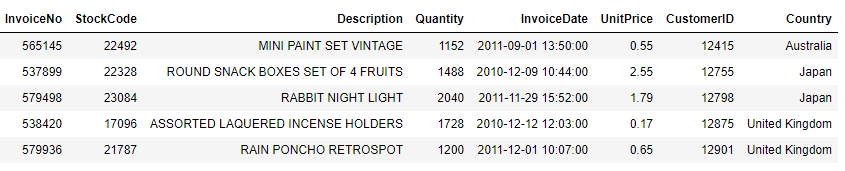 InvoiceNo StockCode Description Quantity InvoiceDate UnitPrice CustomerID Country
565145 22492 MINI PAINT SET VINTAGE 1152 2011-09-01 13:50:00 0.55 12415 Australia
537899 22328 ROUND SNACK BOXES SET OF 4 FRUITS 1488 2010-12-09 10:44:00 2.55 12755 Japan
579498 23084 RABBIT NIGHT LIGHT 2040 2011-11-29 15:52:00 1.79 12798 Japan
538420 17096 ASSORTED LAQUERED INCENSE HOLDERS 1728 2010-12-12 12:03:00 0.17 12875 United Kingdom
579936 21787 RAIN PONCHO RETROSPOT 1200 2011-12-01 10:07:00 0.65 12901 United Kingdom